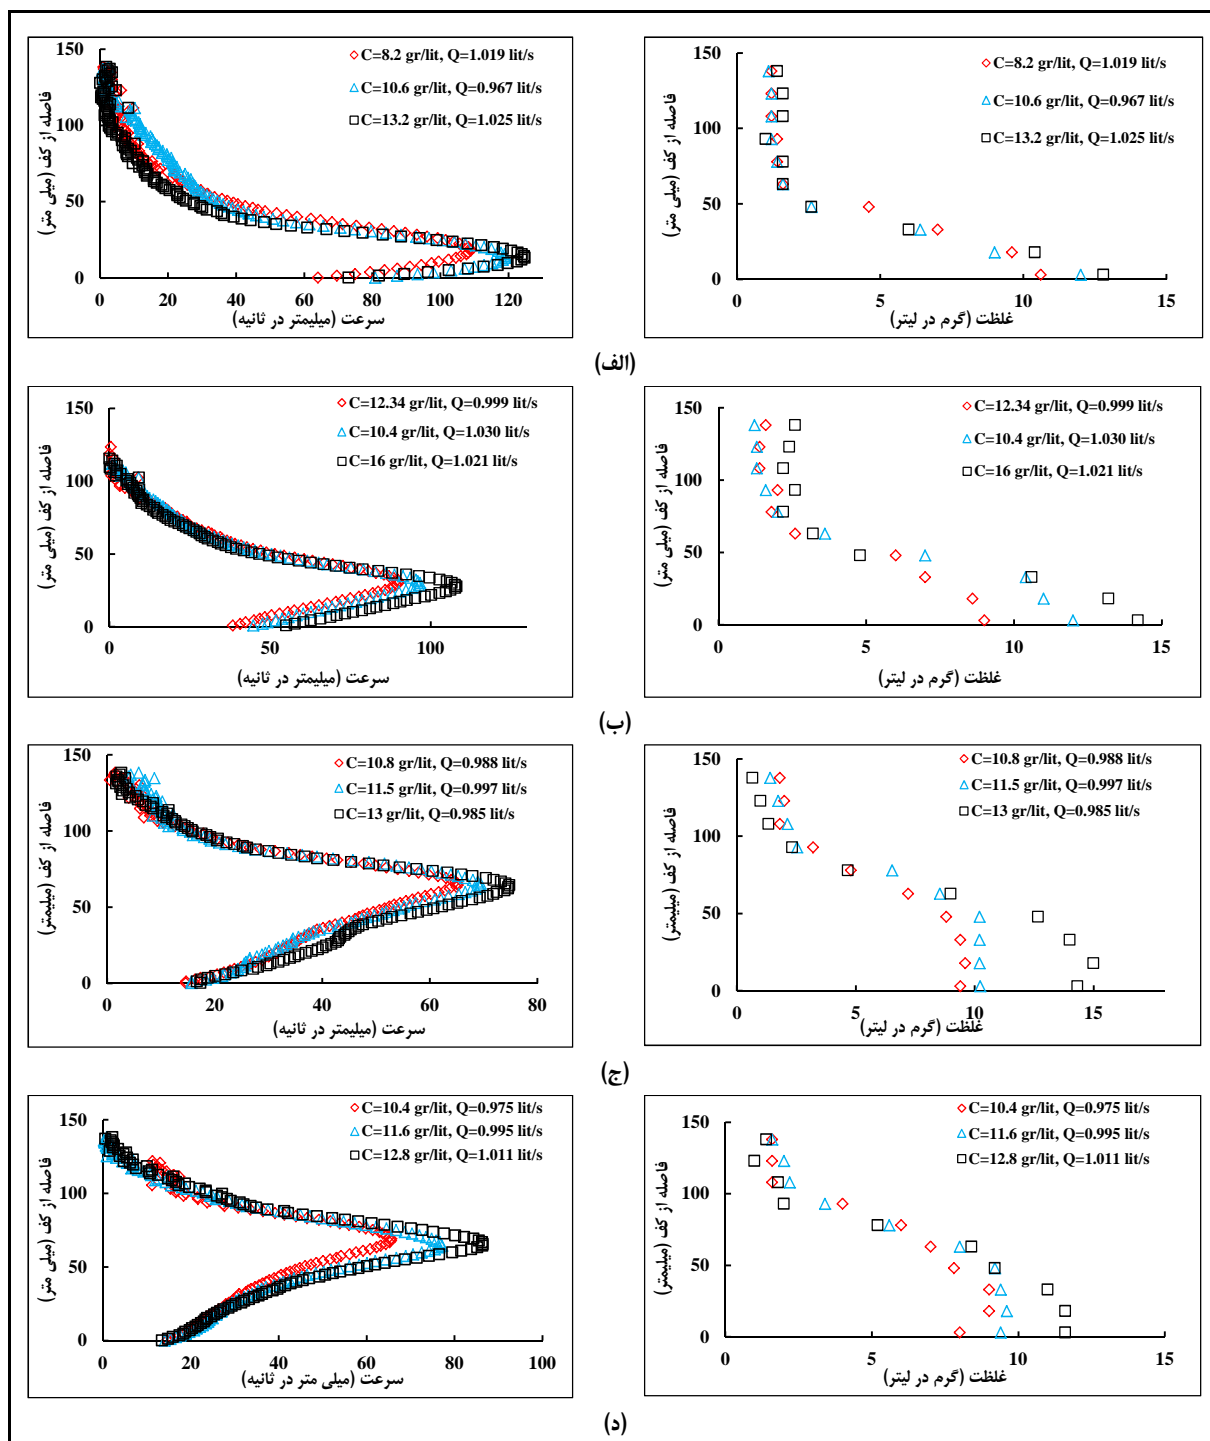 C=8.2 gr/lit, Q=1.019 lit/s
C=10.6 gr/lit, Q=0.967 lit/s
C=13.2 gr/lit, Q=1.025 lit/s
150
100
50
0
0 20 40 60 80 100 120
فاصله از کف (میلی متر)
سرعت (میلیمتر در ثانیه)
C=8.2 gr/lit, Q=1.019 lit/s
C=10.6 gr/lit, Q=0.967 lit/s
C=13.2 gr/lit, Q=1.025 lit/s
150
100
50
0
0 5 10 15
فاصله از کف (میلی متر)
غلظت (گرم در لیتر)
(الف)
C=12.34 gr/lit, Q=0.999 lit/s
C=10.4 gr/lit, Q=1.030 lit/s
C=16 gr/lit, Q=1.021 lit/s
150
100
50
0
0 50 100
فاصله از کف (میلی متر)
سرعت (میلیمتر در ثانیه)
C=12.34 gr/lit, Q=0.999 lit/s
C=10.4 gr/lit, Q=1.030 lit/s
C=16 gr/lit, Q=1.021 lit/s
150
100
50
0
0 5 10 15
فاصله از کف (میلی متر)
غلظت (گرم در لیتر)
(ب)
C=10.8 gr/lit, Q=0.988 lit/s
C=11.5 gr/lit, Q=0.997 lit/s
C=13 gr/lit, Q=0.985 lit/s
150
100
50
0
0 20 40 60 80
فاصله از کف (میلیمتر)
سرعت (میلیمتر در ثانیه)
C=10.8 gr/lit, Q=0.988 lit/s
C=11.5 gr/lit, Q=0.997 lit/s
C=13 gr/lit, Q=0.985 lit/s
150
100
50
0
0 5 10 15
فاصله از کف (میلیمتر)
غلظت (گرم در لیتر)
(ج)
C=10.4 gr/lit, Q=0.975 lit/s
C=11.6 gr/lit, Q=0.995 lit/s
C=12.8 gr/lit, Q=1.011 lit/s
150
100
50
0
0 20 40 60 80 100
فاصله از کف (میلی متر)
سرعت (میلی متر در ثانیه)
C=10.4 gr/lit, Q=0.975 lit/s
C=11.6 gr/lit, Q=0.995 lit/s
C=12.8 gr/lit, Q=1.011 lit/s
150
100
50
0
0 5 10 15
فاصله از کف (میلیمتر)
غلظت (گرم در لیتر)
(د)